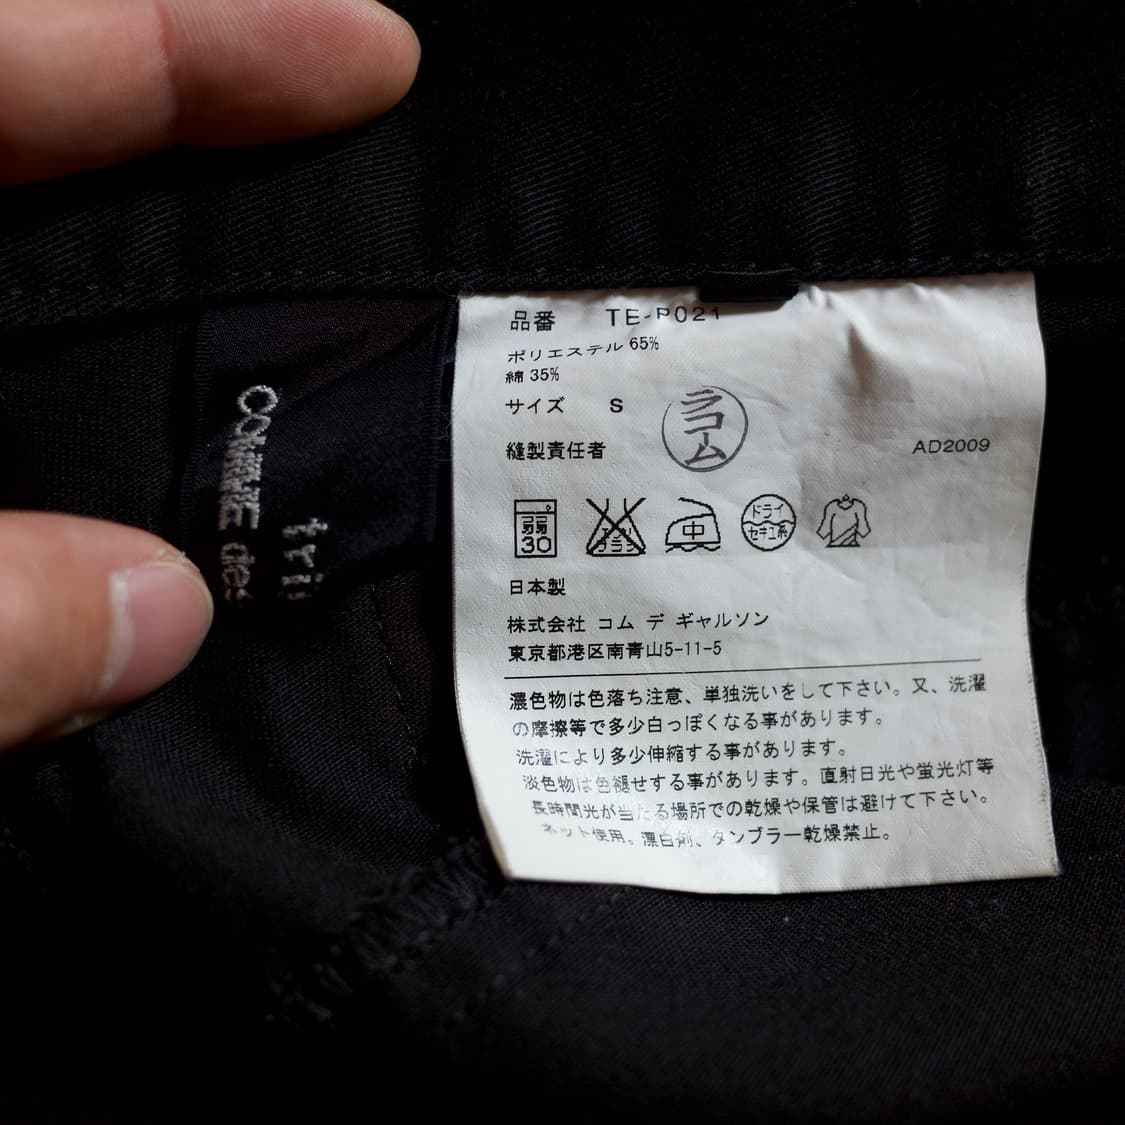 品番 TE-P021
ポリエステル 65%
綿 35%
サイズ S
ラコーム
縫製責任者
AD2009
弱 30
エンソ
中
ドライ
セキユ系
日本製
株式会社 コム デ ギャルソン
東京都港区南青山5-11-5
濃色物は色落ち注意、単独洗いをして下さい。又、洗濯
の摩擦等で多少白っぽくなる事があります。
洗濯により多少伸縮する事があります。
淡色物は色褪せする事があります。直射日光や蛍光灯等
長時間光が当たる場所での乾燥や保管は避けて下さい。
ネット使用。漂白剤、タンブラー乾燥禁止。
COMME des
tri